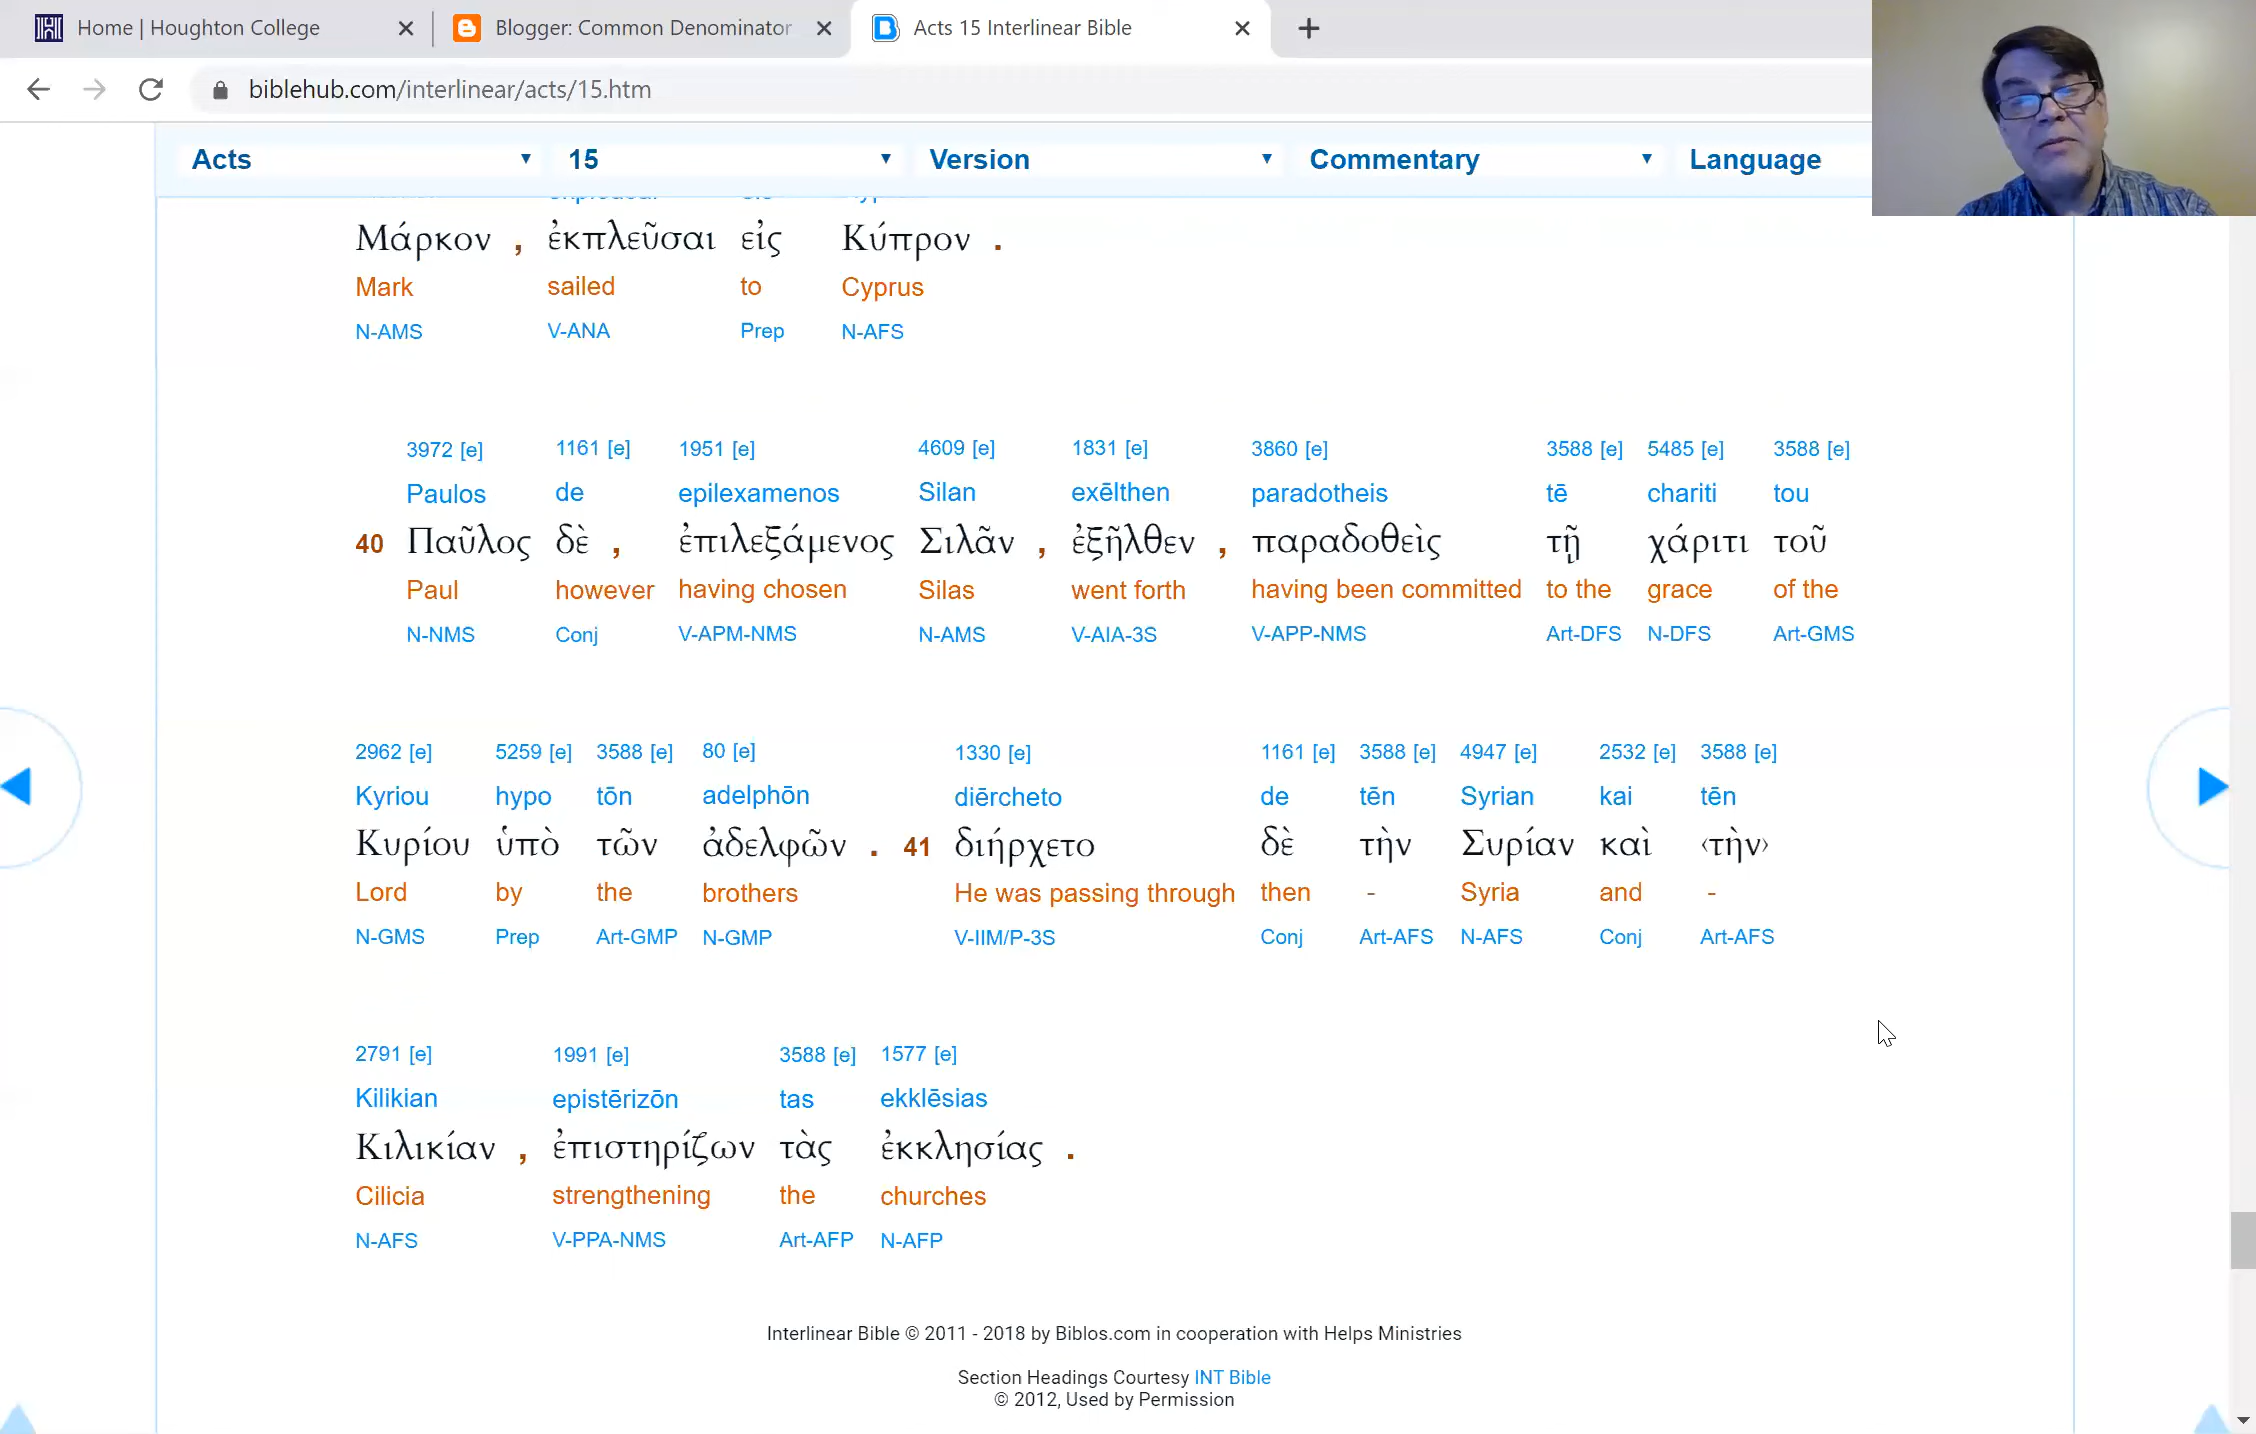 Home | Houghton College
Blogger: Common Denominator
Acts 15 Interlinear Bible
biblehub.com/interlinear/acts/15.htm
Acts 15 Version Commentary Language
Μάρκον , ἐκπλεῦσαι εἰς Κύπρον .
Mark sailed to Cyprus
N-AMS V-ANA Prep N-AFS
3972 [e] 1161 [e] 1951 [e] 4609 [e] 1831 [e] 3860 [e] 3588 [e] 5485 [e] 3588 [e]
Paulos de epilexamenos Silan exēlthen paradotheis tē chariti tou
40 Παῦλος δὲ , ἐπιλεξάμενος Σιλᾶν , ἐξῆλθεν , παραδοθεὶς τῇ χάριτι τοῦ
Paul however having chosen Silas went forth having been committed to the grace of the
N-NMS Conj V-APM-NMS N-AMS V-AIA-3S V-APP-NMS Art-DFS N-DFS Art-GMS
2962 [e] 5259 [e] 3588 [e] 80 [e] 1330 [e] 1161 [e] 3588 [e] 4947 [e] 2532 [e] 3588 [e]
Kyriou hypo tōn adelphōn diērcheto de tēn Syrian kai tēn
Κυρίου ὑπὸ τῶν ἀδελφῶν . 41 διήρχετο δὲ τὴν Συρίαν καὶ ‹τὴν›
Lord by the brothers He was passing through then - Syria and -
N-GMS Prep Art-GMP N-GMP V-IIM/P-3S Conj Art-AFS N-AFS Conj Art-AFS
2791 [e] 1991 [e] 3588 [e] 1577 [e]
Kilikian epistērizōn tas ekklēsias
Κιλικίαν , ἐπιστηρίζων τὰς ἐκκλησίας .
Cilicia strengthening the churches
N-AFS V-PPA-NMS Art-AFP N-AFP
Interlinear Bible © 2011 - 2018 by Biblos.com in cooperation with Helps Ministries
Section Headings Courtesy INT Bible
© 2012, Used by Permission